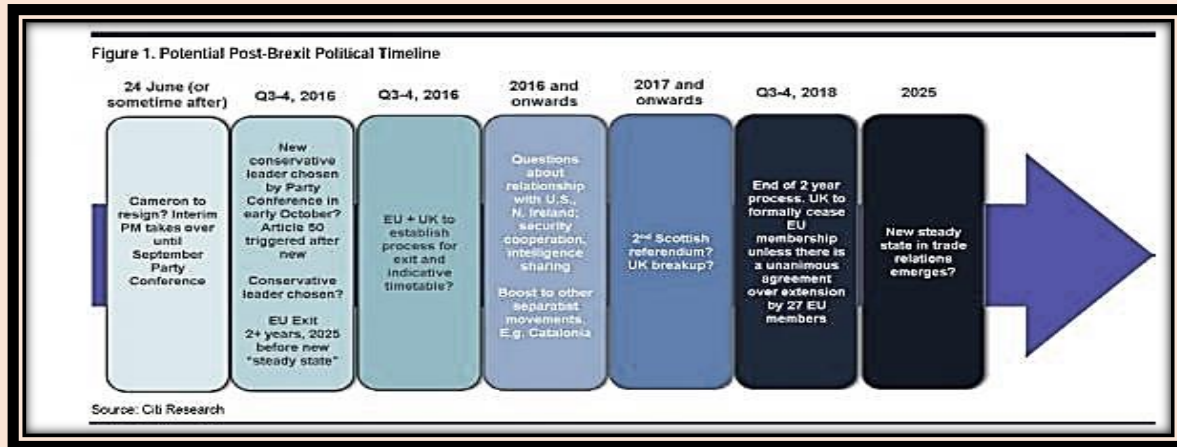 Figure 1. Potential Post-Brexit Political Timeline
24 June (or
sometime after)
Q3-4, 2016
Q3-4, 2016
2016 and
onwards
2017 and
onwards
Q3-4, 2018
2025
Cameron to
resign? Interim
PM takes over
until
September
Party
Conference
New
conservative
leader chosen
by Party
Conference in
early October?
Article 50
triggered after
new
Conservative
leader chosen?
EU Exit
2+ years, 2025
before new
"steady state"
EU + UK to
establish
process for
exit and
indicative
timetable?
Questions
about
relationship
with U.S.,
N. Ireland;
security
cooperation,
intelligence
sharing
Boost to other
separatist
movements,
E.g. Catalonia
2nd Scottish
referendum?
UK breakup?
End of 2 year
process. UK to
formally cease
EU
membership
unless there is
a unanimous
agreement
over extension
by 27 EU
members
New steady
state in trade
relations
emerges?
Source: Citi Research